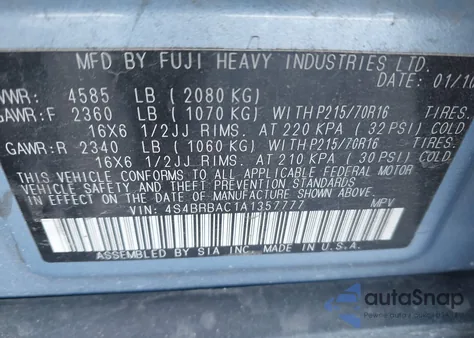 MFD BY FUJI HEAVY INDUSTRIES LTD.
DATE: 01/10
VWR: 4585 LB (2080 KG)
GAWR:F 2360 LB (1070 KG) WITH P215/70R16 TIRES.
16X6 1/2JJ RIMS. AT 220 KPA (32 PSI) COLD.
GAWR:R 2340 LB (1060 KG) WITH P215/70R16 TIRES.
16X6 1/2JJ RIMS. AT 210 KPA (30 PSI) COLD.
THIS VEHICLE CONFORMS TO ALL APPLICABLE FEDERAL MOTOR
VEHICLE SAFETY AND THEFT PREVENTION STANDARDS
IN EFFECT ON THE DATE OF MANUFACTURE SHOWN ABOVE.
VIN: 4S4BRBAC1A1357777 MPV
ASSEMBLED BY SIA INC. MADE IN U.S.A.
autoSnap